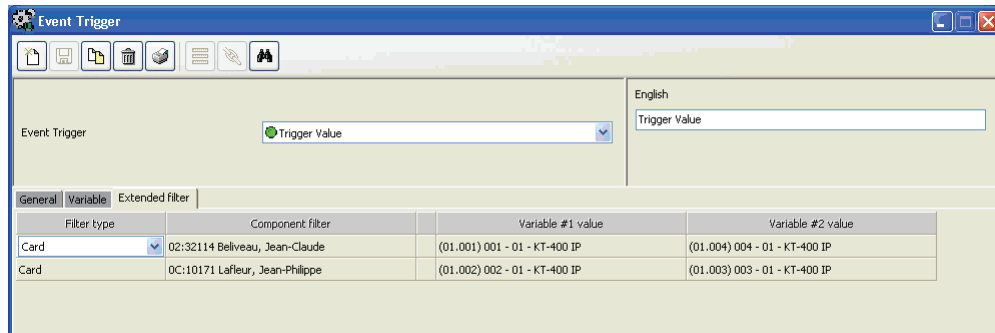 Event Trigger
English
Event Trigger
Trigger Value
Trigger Value
General Variable Extended filter
Filter type Component filter Variable #1 value Variable #2 value
Card 02:32114 Beliveau, Jean-Claude (01.001) 001 - 01 - KT-400 IP (01.004) 004 - 01 - KT-400 IP
Card 0C:10171 Lafleur, Jean-Philippe (01.002) 002 - 01 - KT-400 IP (01.003) 003 - 01 - KT-400 IP